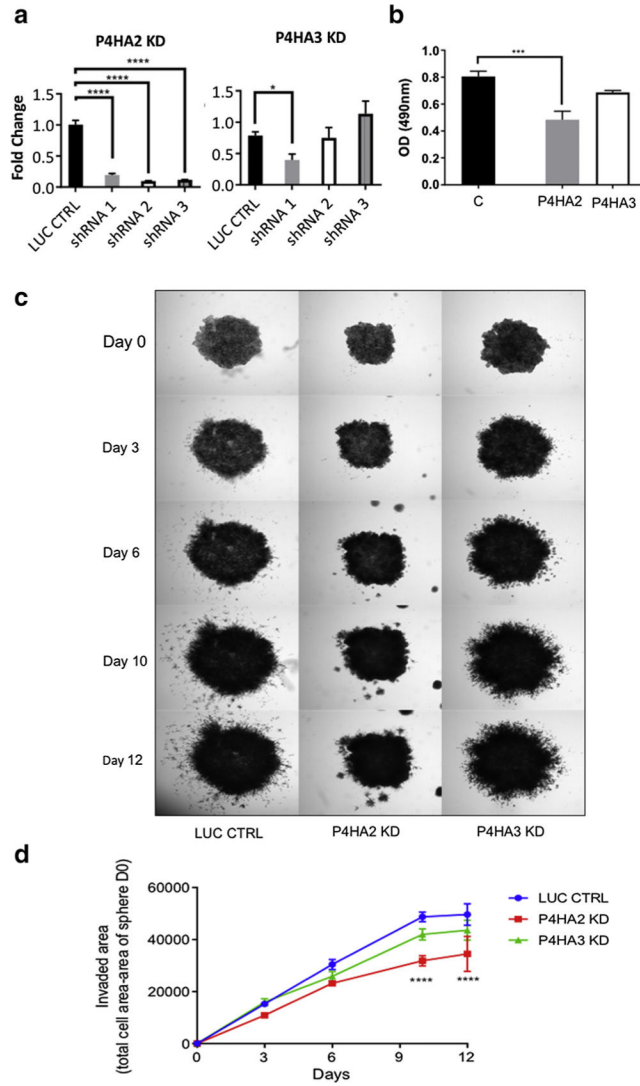 a
P4HA2 KD
****
****
****
Fold Change
1.5
1.0
0.5
0.0
LUC CTRL
shRNA 1
shRNA 2
shRNA 3
P4HA3 KD
*
1.5
1.0
0.5
0.0
LUC CTRL
shRNA 1
shRNA 2
shRNA 3
b
***
OD (490nm)
1.0
0.8
0.6
0.4
0.2
0.0
C
P4HA2
P4HA3
c
Day 0
Day 3
Day 6
Day 10
Day 12
LUC CTRL
P4HA2 KD
P4HA3 KD
d
Invaded area
(total cell area-area of sphere D0)
60000
40000
20000
0
0
3
6
9
12
Days
**** ****
LUC CTRL
P4HA2 KD
P4HA3 KD